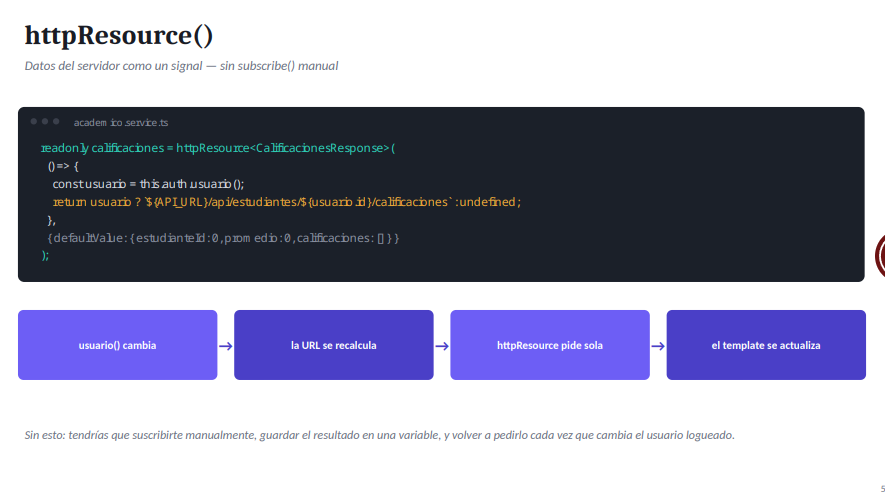 httpResource()
Datos del servidor como un signal — sin subscribe() manual
academico.service.ts
readonly calificaciones = httpResource<CalificacionesResponse>(
() => {
const usuario = this.auth.usuario();
return usuario ? `${API_URL}/api/estudiantes/${usuario.id}/calificaciones` : undefined;
},
{ defaultValue: { estudianteId: 0, promedio: 0, calificaciones: [] } }
);
usuario() cambia → la URL se recalcula → httpResource pide sola → el template se actualiza
Sin esto: tendrías que suscribirte manualmente, guardar el resultado en una variable, y volver a pedirlo cada vez que cambia el usuario logueado.
5